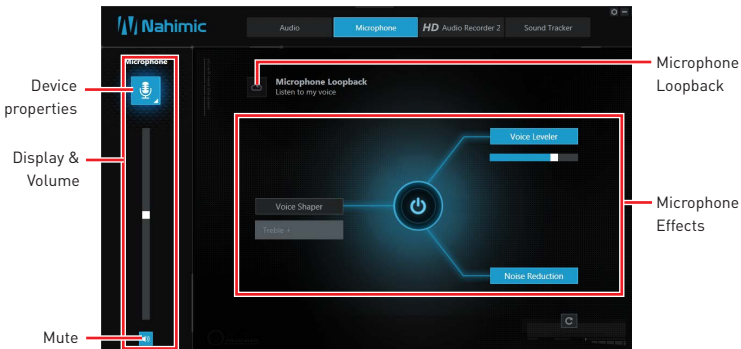 Nahimic
Audio
Microphone
HD Audio Recorder 2
Sound Tracker
Microphone
Microphone Loopback
Listen to my voice
Voice Leveler
Voice Shaper
Treble +
Noise Reduction
Device
properties
Display &
Volume
Mute
Microphone
Loopback
Microphone
Effects